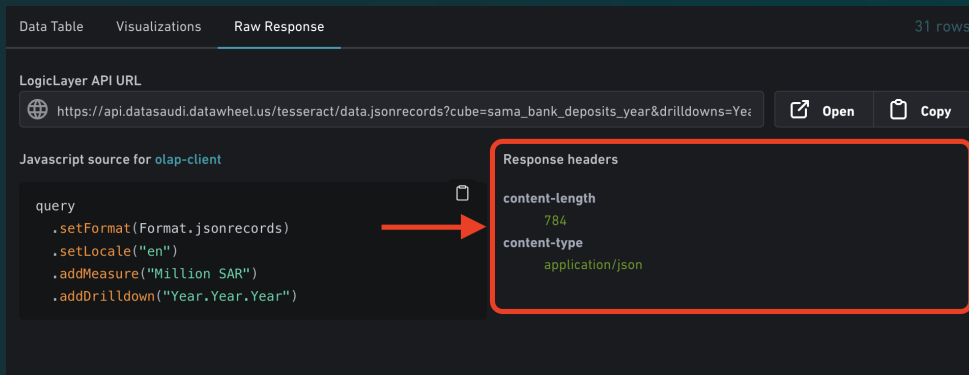 Data Table Visualizations Raw Response 31 rows
LogicLayer API URL
https://api.datasaudi.datawheel.us/tesseract/data.jsonrecords?cube=sama_bank_deposits_year&drilldowns=Yea
Open Copy
Javascript source for olap-client
query
.setFormat(Format.jsonrecords)
.setLocale("en")
.addMeasure("Million SAR")
.addDrilldown("Year.Year.Year")
Response headers
content-length
784
content-type
application/json